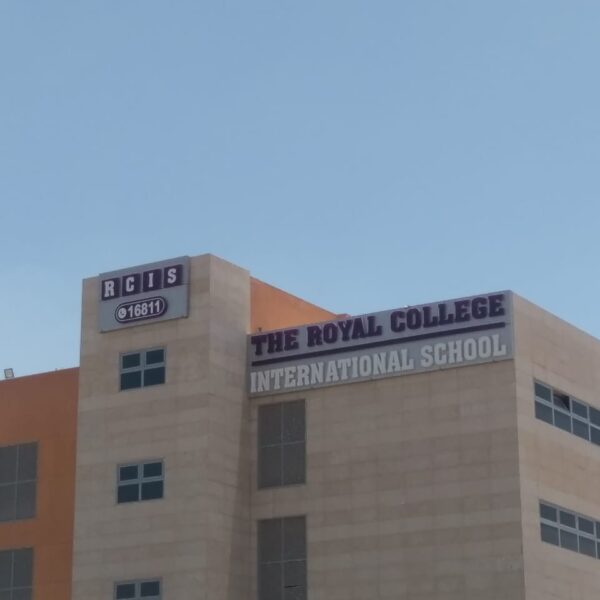 RCIS
16811
THE ROYAL COLLEGE
INTERNATIONAL SCHOOL